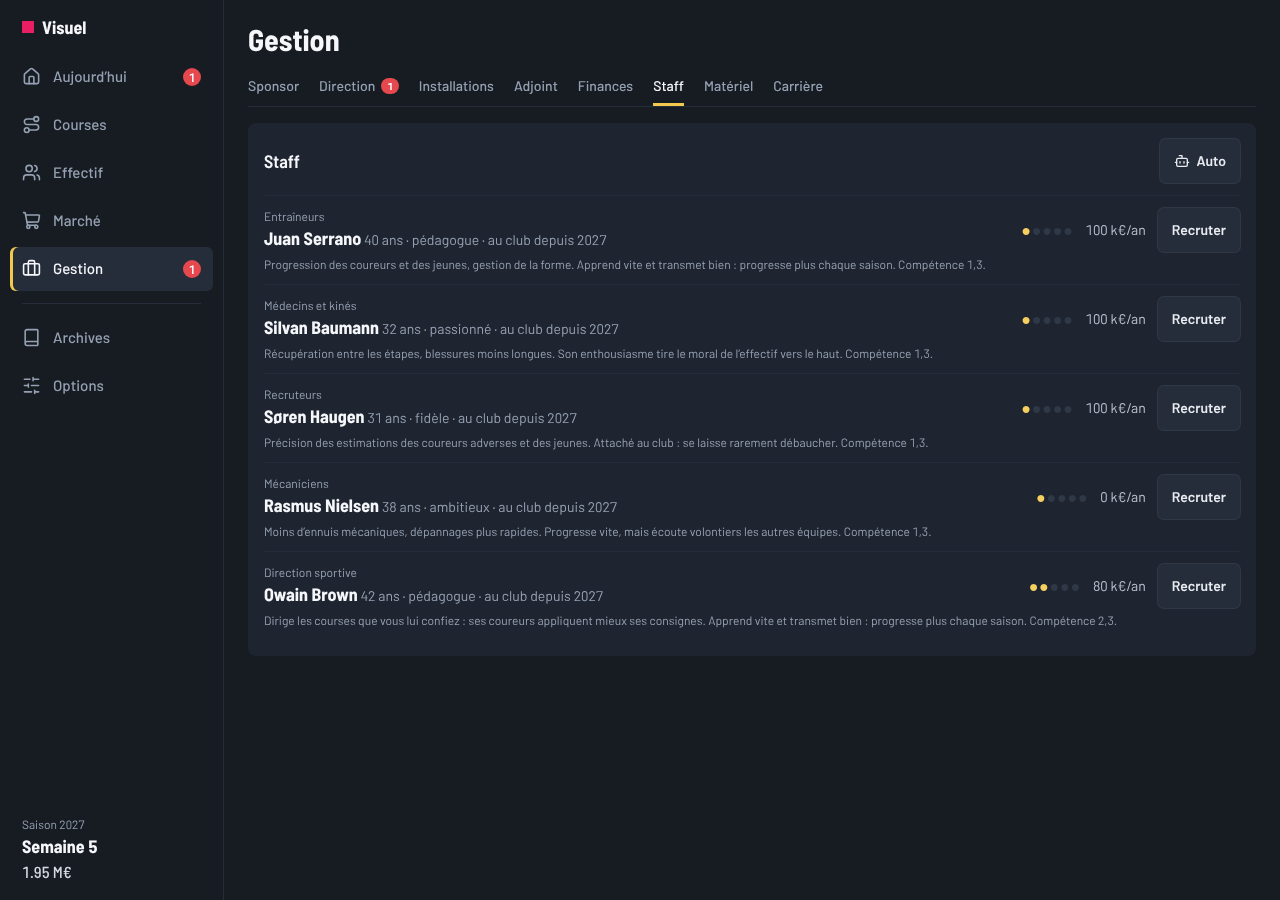 Visuel
Aujourd'hui 1
Courses
Effectif
Marché
Gestion 1
Archives
Options
Saison 2027
Semaine 5
1.95 M€
Gestion
Sponsor Direction 1 Installations Adjoint Finances Staff Matériel Carrière
Staff Auto
Entraîneurs
Juan Serrano 40 ans · pédagogue · au club depuis 2027 100 k€/an Recruter
Progression des coureurs et des jeunes, gestion de la forme. Apprend vite et transmet bien : progresse plus chaque saison. Compétence 1,3.
Médecins et kinés
Silvan Baumann 32 ans · passionné · au club depuis 2027 100 k€/an Recruter
Récupération entre les étapes, blessures moins longues. Son enthousiasme tire le moral de l'effectif vers le haut. Compétence 1,3.
Recruteurs
Søren Haugen 31 ans · fidèle · au club depuis 2027 100 k€/an Recruter
Précision des estimations des coureurs adverses et des jeunes. Attaché au club : se laisse rarement débaucher. Compétence 1,3.
Mécaniciens
Rasmus Nielsen 38 ans · ambitieux · au club depuis 2027 0 k€/an Recruter
Moins d'ennuis mécaniques, dépannages plus rapides. Progresse vite, mais écoute volontiers les autres équipes. Compétence 1,3.
Direction sportive
Owain Brown 42 ans · pédagogue · au club depuis 2027 80 k€/an Recruter
Dirige les courses que vous lui confiez : ses coureurs appliquent mieux ses consignes. Apprend vite et transmet bien : progresse plus chaque saison. Compétence 2,3.